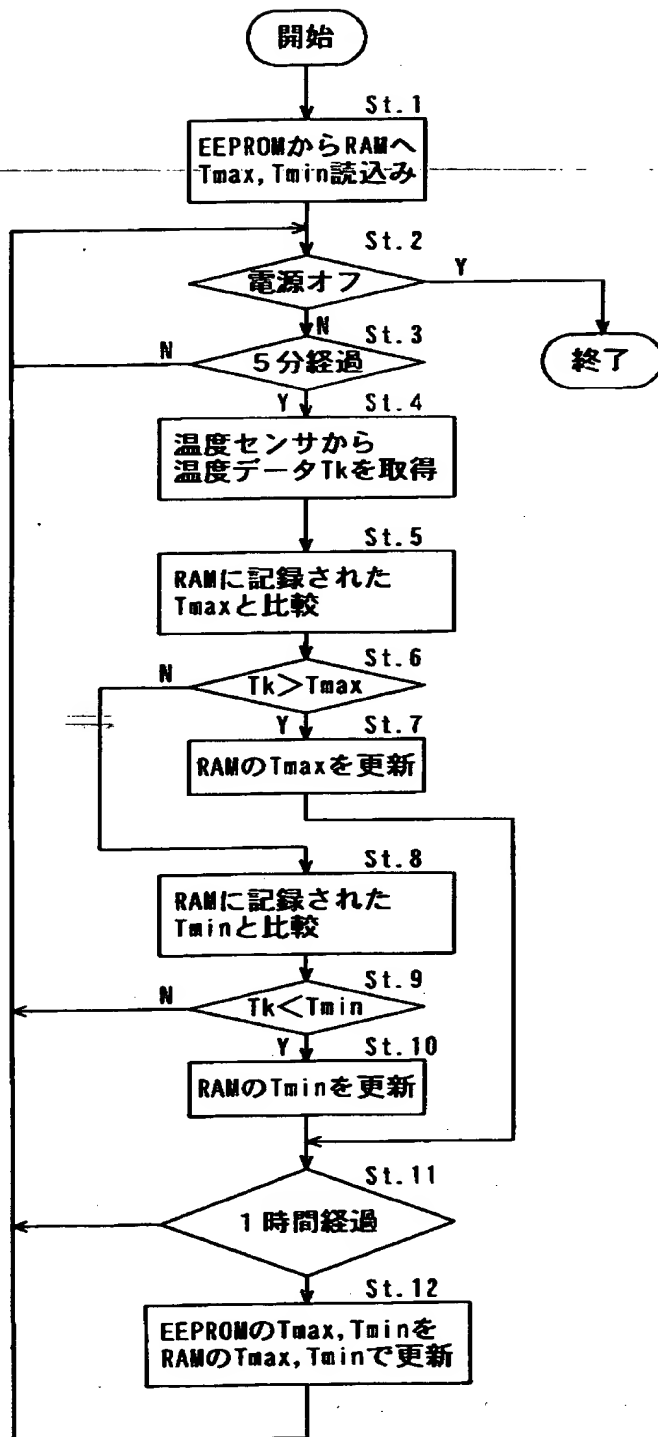 開始
St.1
EEPROMからRAMへ
Tmax,Tmin読込み
St.2
電源オフ
Y
N
St.3
N
5分経過
終了
Y
St.4
温度センサから
温度データTkを取得
St.5
RAMに記録された
Tmaxと比較
St.6
N
Tk＞Tmax
Y
St.7
RAMのTmaxを更新
St.8
RAMに記録された
Tminと比較
St.9
N
Tk＜Tmin
Y
St.10
RAMのTminを更新
St.11
1時間経過
St.12
EEPROMのTmax,Tminを
RAMのTmax,Tminで更新